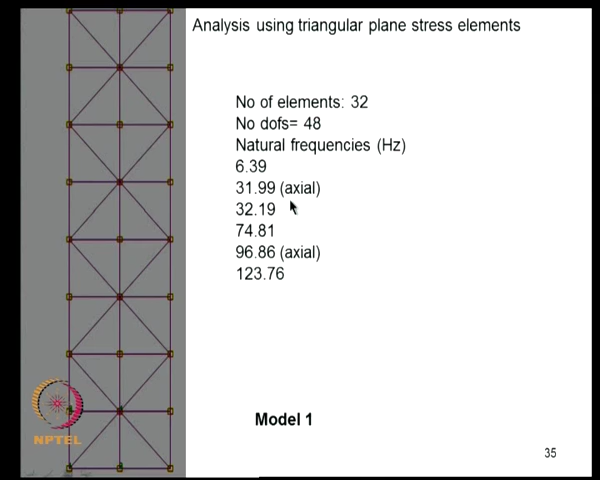 Analysis using triangular plane stress elements
No of elements: 32
No dofs= 48
Natural frequencies (Hz)
6.39
31.99 (axial)
32.19
74.81
96.86 (axial)
123.76
NPTEL
Model 1
35